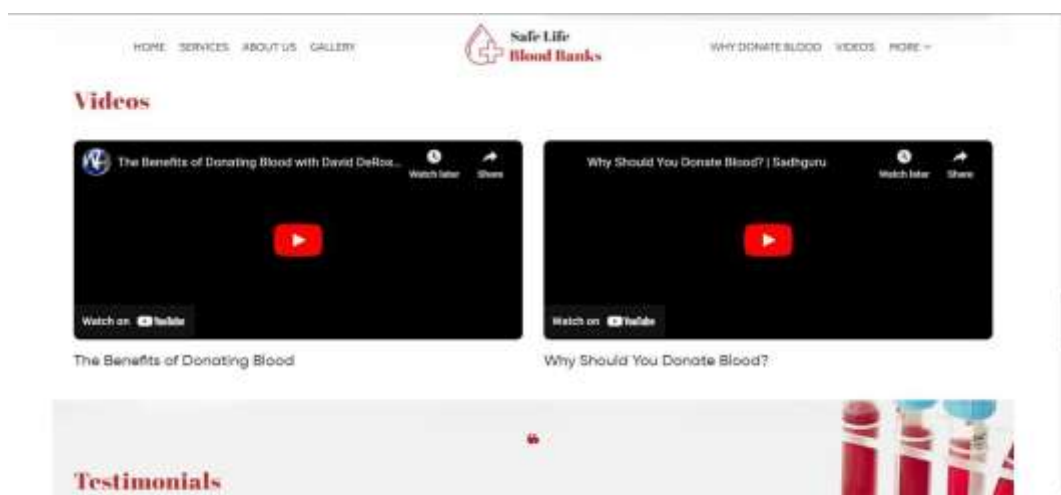 HOME SERVICES ABOUT US GALLERY
Safe Life
Blood Banks
WHY DONATE BLOOD VIDEOS MORE
Videos
The Benefits of Donating Blood with David DeRos...
Watch later Share
Why Should You Donate Blood? | Sadhguru
Watch later Share
Watch on YouTube
Watch on YouTube
The Benefits of Donating Blood
Why Should You Donate Blood?
❝
Testimonials